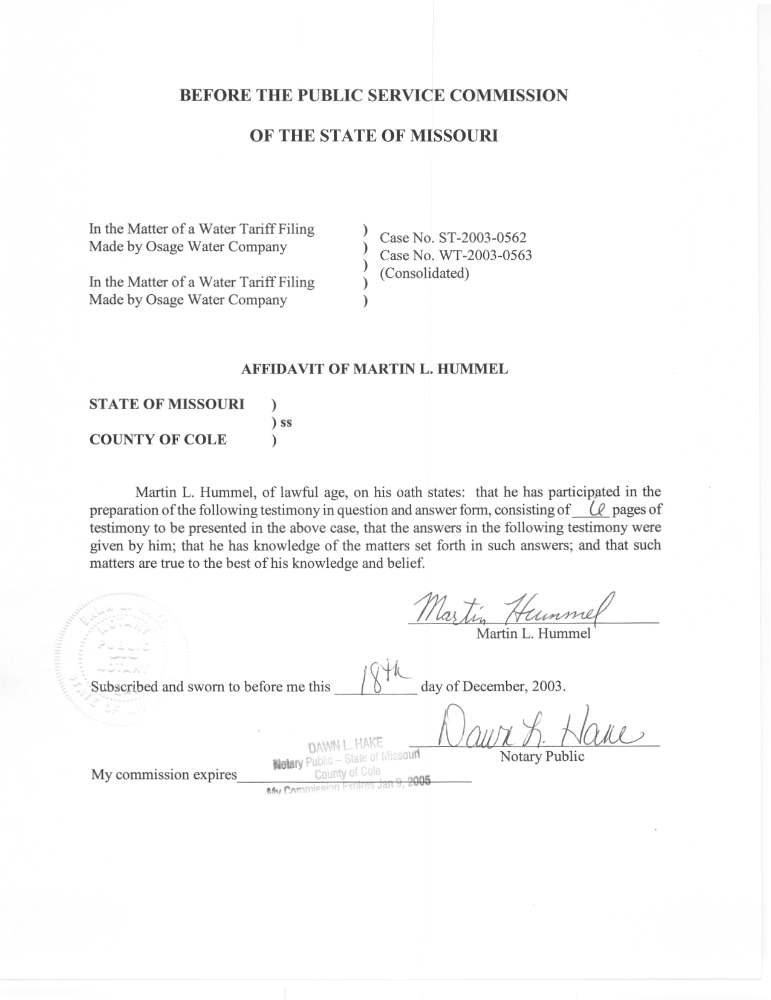 BEFORE THE PUBLIC SERVICE COMMISSION
OF THE STATE OF MISSOURI
In the Matter of a Water Tariff Filing )
Made by Osage Water Company ) Case No. ST-2003-0562
) Case No. WT-2003-0563
In the Matter of a Water Tariff Filing ) (Consolidated)
Made by Osage Water Company )
AFFIDAVIT OF MARTIN L. HUMMEL
STATE OF MISSOURI )
) ss
COUNTY OF COLE )
Martin L. Hummel, of lawful age, on his oath states: that he has participated in the
preparation of the following testimony in question and answer form, consisting of 6 pages of
testimony to be presented in the above case, that the answers in the following testimony were
given by him; that he has knowledge of the matters set forth in such answers; and that such
matters are true to the best of his knowledge and belief.
Martin Hummel
Martin L. Hummel
Subscribed and sworn to before me this 18th day of December, 2003.
Dawn L. Hake
Notary Public
DAWN L. HAKE
Notary Public – State of Missouri
County of Cole
My commission expires
My Commission Expires Jan 9, 2005
NOTARY
PUBLIC
NOTARY
STATE OF